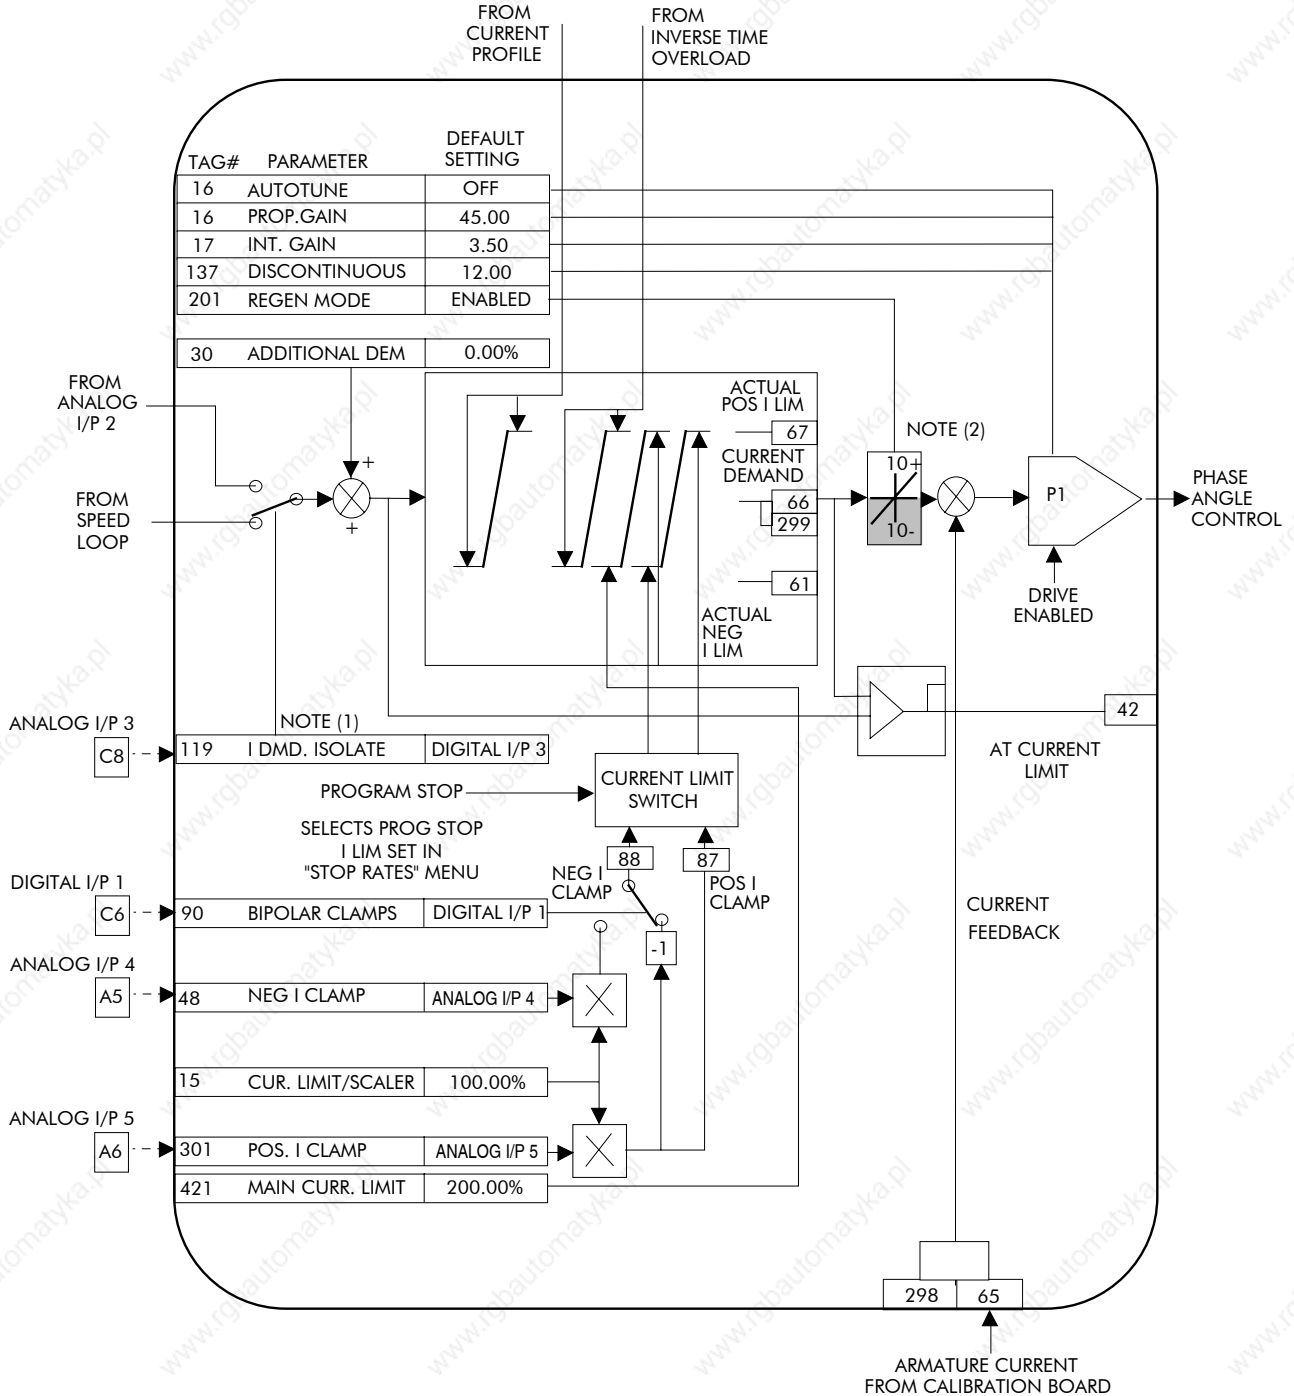 FROM
CURRENT
PROFILE
FROM
INVERSE TIME
OVERLOAD
TAG# PARAMETER DEFAULT SETTING
16 AUTOTUNE OFF
16 PROP.GAIN 45.00
17 INT. GAIN 3.50
137 DISCONTINUOUS 12.00
201 REGEN MODE ENABLED
30 ADDITIONAL DEM 0.00%
FROM
ANALOG
I/P 2
FROM
SPEED
LOOP
+
+
ACTUAL
POS I LIM
67
CURRENT
DEMAND
66
299
61
ACTUAL
NEG
I LIM
10+
10-
NOTE (2)
P1
PHASE
ANGLE
CONTROL
DRIVE
ENABLED
42
AT CURRENT
LIMIT
ANALOG I/P 3
C8
NOTE (1)
119 I DMD. ISOLATE DIGITAL I/P 3
PROGRAM STOP
CURRENT LIMIT
SWITCH
SELECTS PROG STOP
I LIM SET IN
"STOP RATES" MENU
88
87
NEG I
CLAMP
POS I
CLAMP
DIGITAL I/P 1
C6
90 BIPOLAR CLAMPS DIGITAL I/P 1
-1
CURRENT
FEEDBACK
ANALOG I/P 4
A5
48 NEG I CLAMP ANALOG I/P 4
15 CUR. LIMIT/SCALER 100.00%
ANALOG I/P 5
A6
301 POS. I CLAMP ANALOG I/P 5
421 MAIN CURR. LIMIT 200.00%
298 65
ARMATURE CURRENT
FROM CALIBRATION BOARD
www.rgbautomatyka.pl